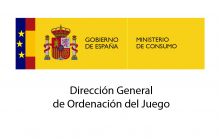 GOBIERNO
DE ESPAÑA
MINISTERIO
DE CONSUMO
Dirección General
de Ordenación del Juego